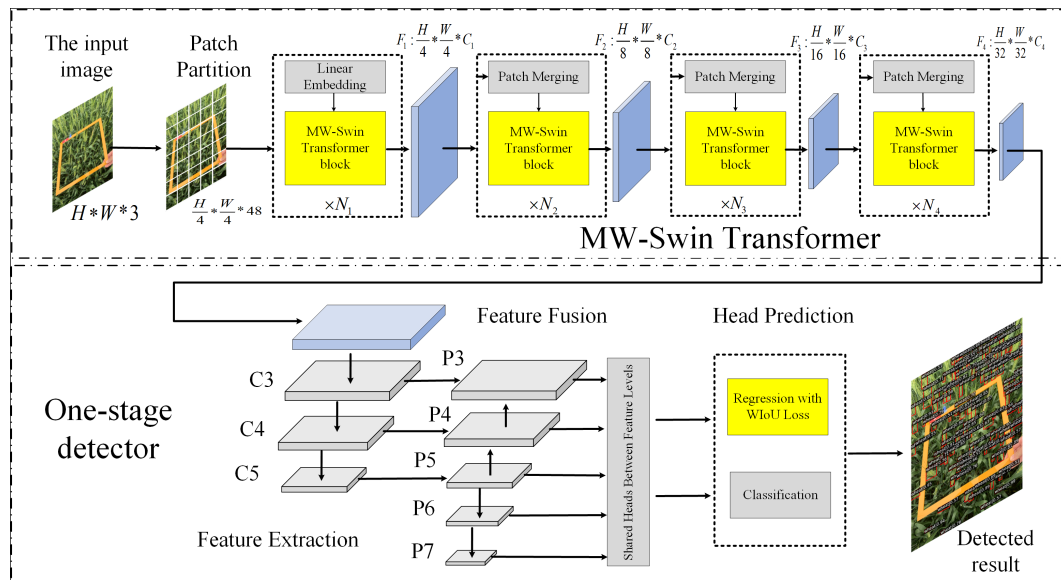 The input
image
Patch
Partition
H*W*3
H/4*W/4*48
Linear
Embedding
MW-Swin
Transformer
block
×N₁
F₁:H/4*W/4*C₁
Patch Merging
MW-Swin
Transformer
block
×N₂
F₂:H/8*W/8*C₂
Patch Merging
MW-Swin
Transformer
block
×N₃
F₃:H/16*W/16*C₃
Patch Merging
MW-Swin
Transformer
block
×N₄
F₄:H/32*W/32*C₄
MW-Swin Transformer
One-stage
detector
Feature Fusion
Head Prediction
C3
C4
C5
P3
P4
P5
P6
P7
Feature Extraction
Shared Heads Between Feature Levels
Regression with
WIoU Loss
Classification
Detected
result